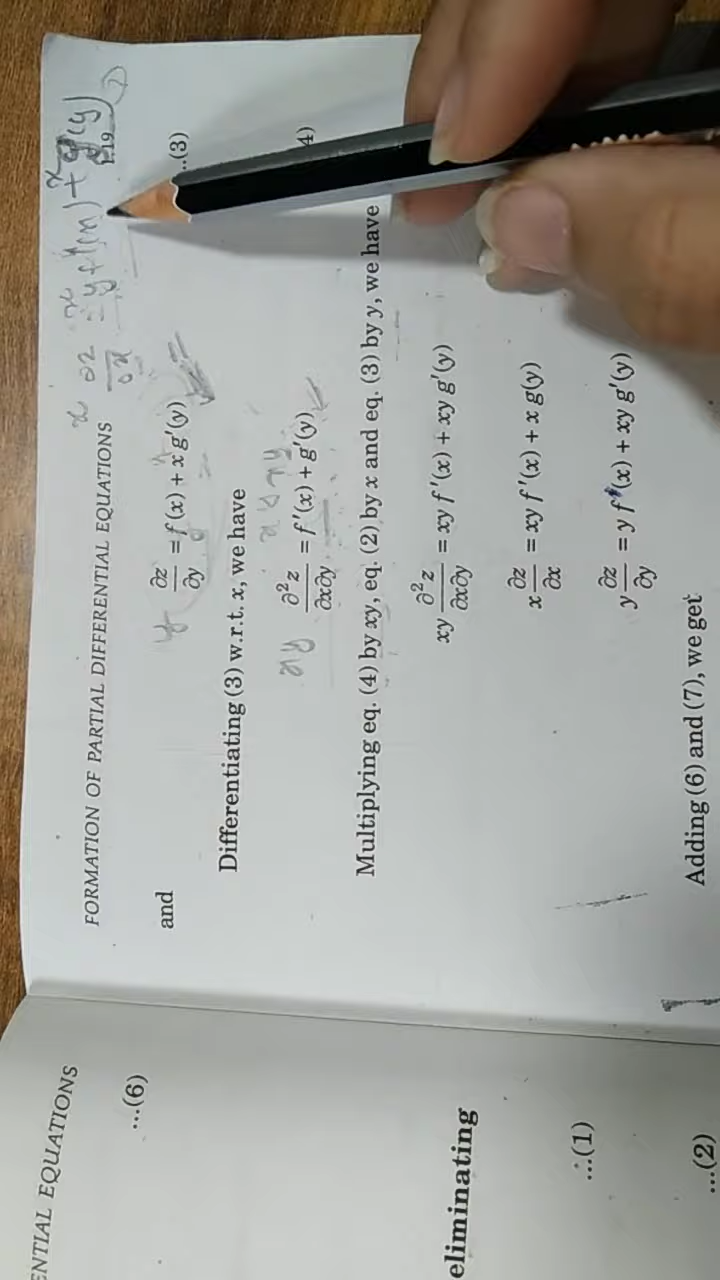 ENTIAL EQUATIONS
...(6)
eliminating
...(1)
...(2)
FORMATION OF PARTIAL DIFFERENTIAL EQUATIONS
x ∂z/∂x = y f'(x) + g(y)
and ∂z/∂y = f(x) + x g'(y) ...(3)
Differentiating (3) w.r.t. x, we have
∂²z/∂x∂y = f'(x) + g'(y) 4)
Multiplying eq. (4) by xy, eq. (2) by x and eq. (3) by y, we have
xy ∂²z/∂x∂y = xy f'(x) + xy g'(y)
x ∂z/∂x = xy f'(x) + x g(y)
y ∂z/∂y = y f (x) + xy g'(y)
Adding (6) and (7), we get